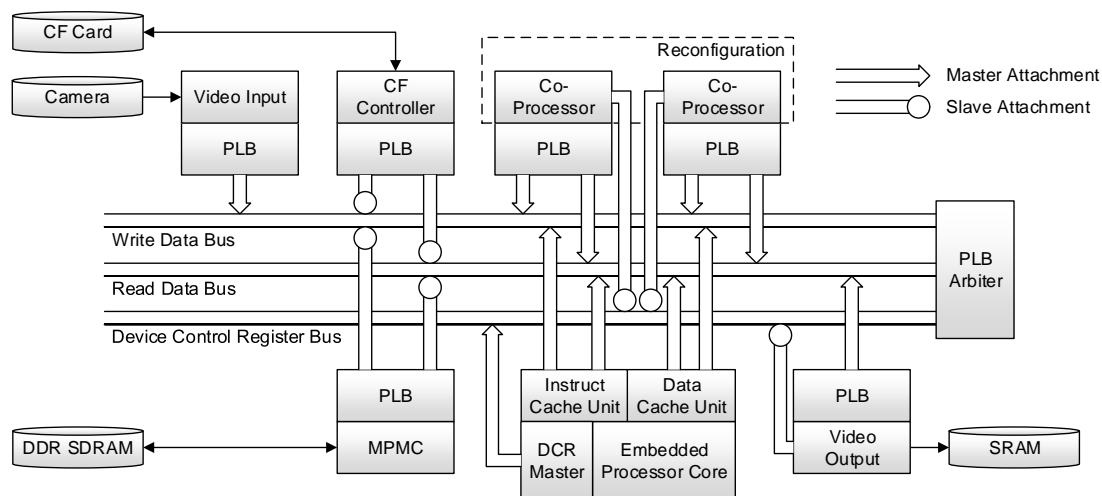 CF Card
Reconfiguration
Camera
Video Input
CF
Controller
Co-
Processor
Co-
Processor
Master Attachment
Slave Attachment
PLB
PLB
PLB
PLB
Write Data Bus
PLB
Arbiter
Read Data Bus
Device Control Register Bus
PLB
Instruct
Cache Unit
Data
Cache Unit
PLB
DDR SDRAM
MPMC
DCR
Master
Embedded
Processor Core
Video
Output
SRAM